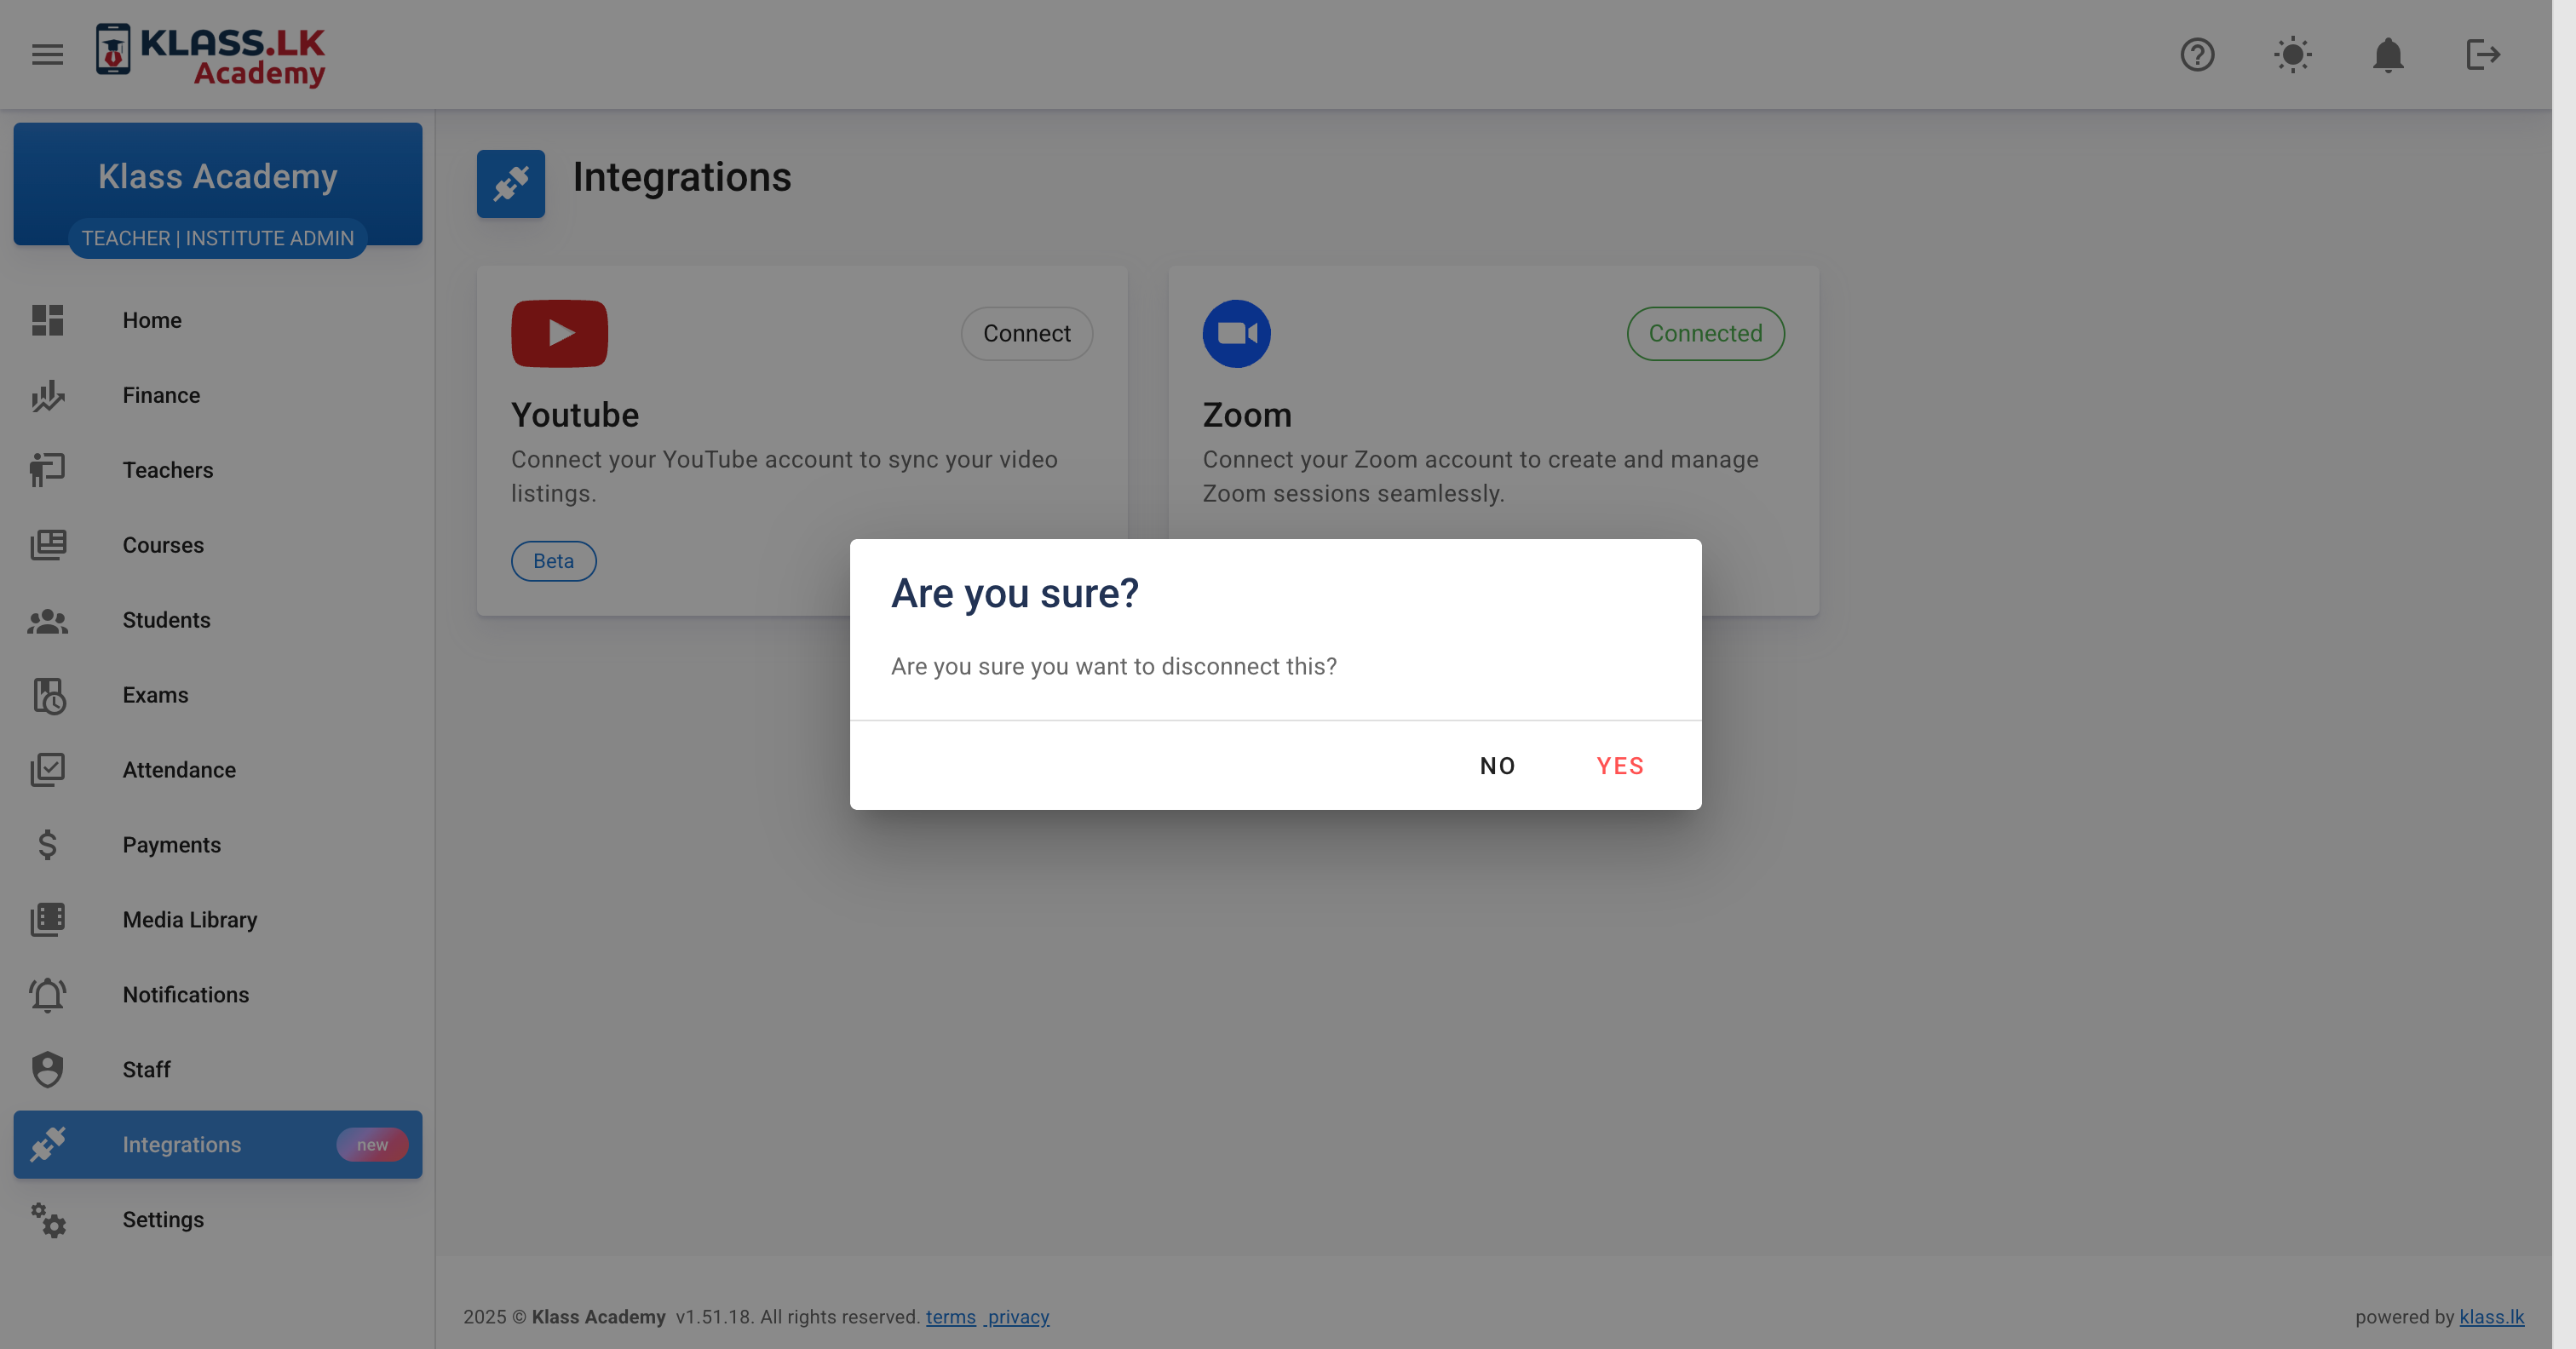 KLASS.LK
Academy
Klass Academy
TEACHER | INSTITUTE ADMIN
Home
Finance
Teachers
Courses
Students
Exams
Attendance
Payments
Media Library
Notifications
Staff
Integrations new
Settings
Integrations
Connect
Youtube
Connect your YouTube account to sync your video
listings.
Beta
Connected
Zoom
Connect your Zoom account to create and manage
Zoom sessions seamlessly.
Are you sure?
Are you sure you want to disconnect this?
NO YES
2025 © Klass Academy v1.51.18. All rights reserved. terms privacy
powered by klass.lk